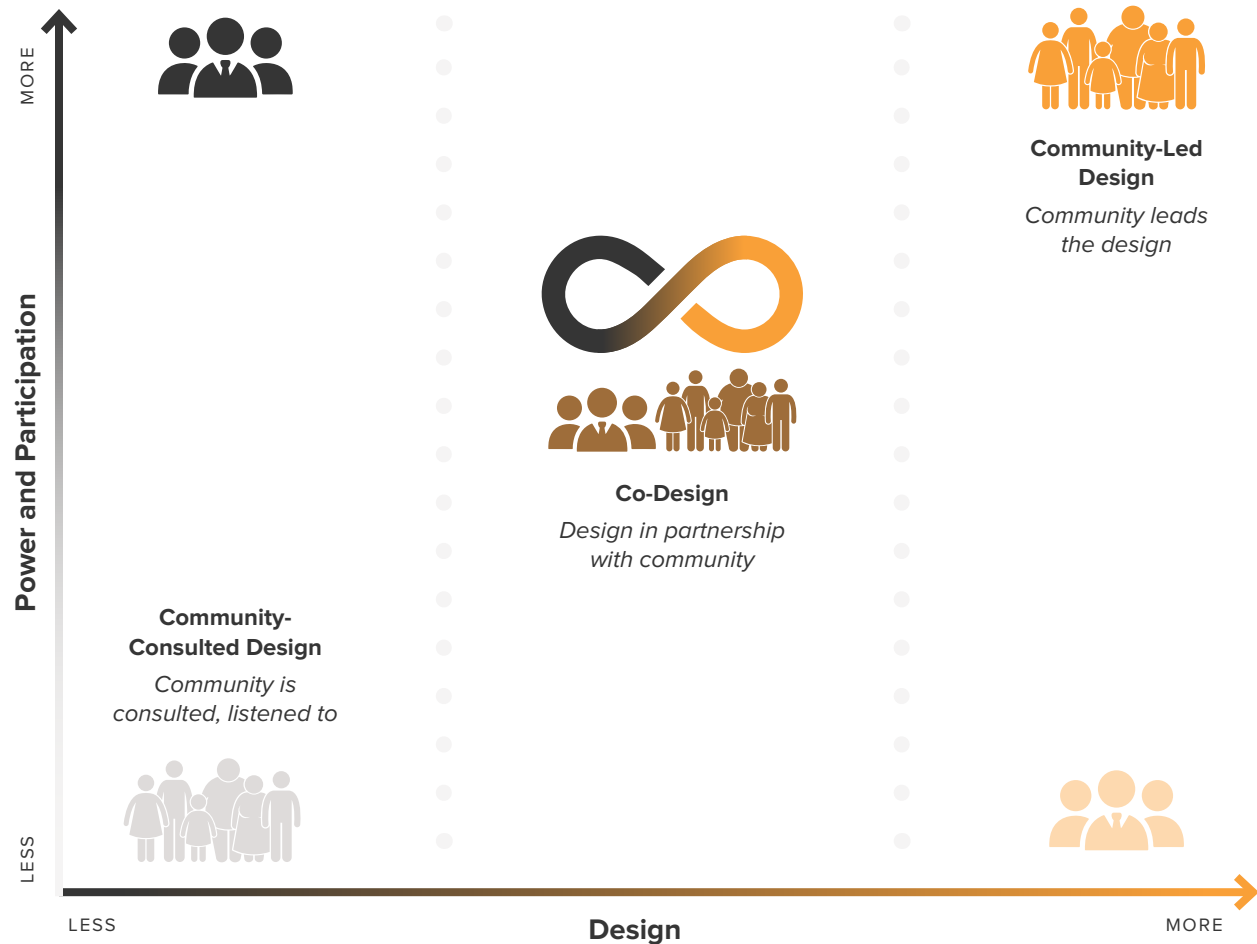 MORE
Power and Participation
LESS
Community-
Consulted Design
Community is
consulted, listened to
Co-Design
Design in partnership
with community
Community-Led
Design
Community leads
the design
LESS
Design
MORE